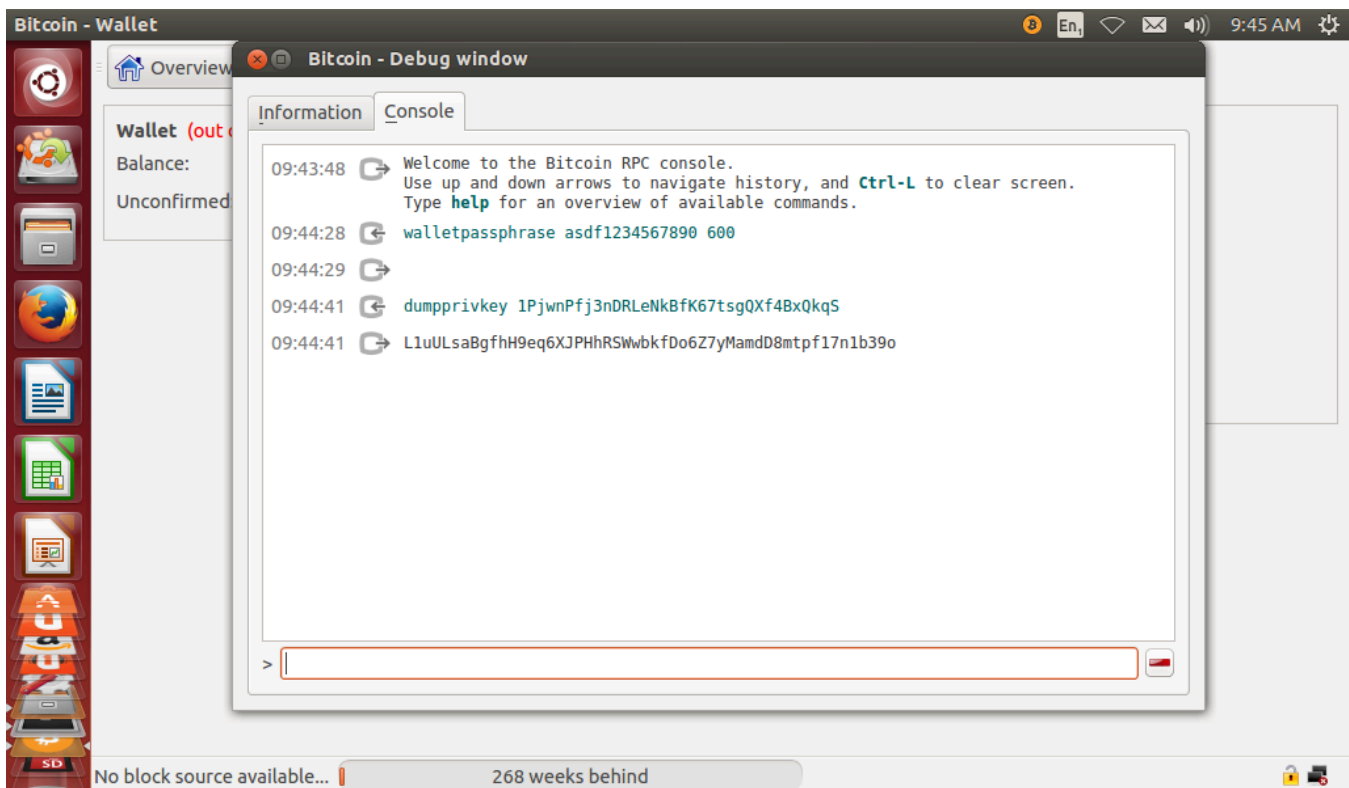 Bitcoin - Wallet
En1
9:45 AM
Overview
Bitcoin - Debug window
Information
Console
Wallet (out
Balance:
Unconfirmed
09:43:48 Welcome to the Bitcoin RPC console.
Use up and down arrows to navigate history, and Ctrl-L to clear screen.
Type help for an overview of available commands.
09:44:28 walletpassphrase asdf1234567890 600
09:44:29
09:44:41 dumpprivkey 1PjwnPfj3nDRLeNkBfK67tsgQXf4BxQkqS
09:44:41 L1uULsaBgfhH9eq6XJPHhRSWwbkfDo6Z7yMamdD8mtpf17n1b39o
>
SD
No block source available...
268 weeks behind